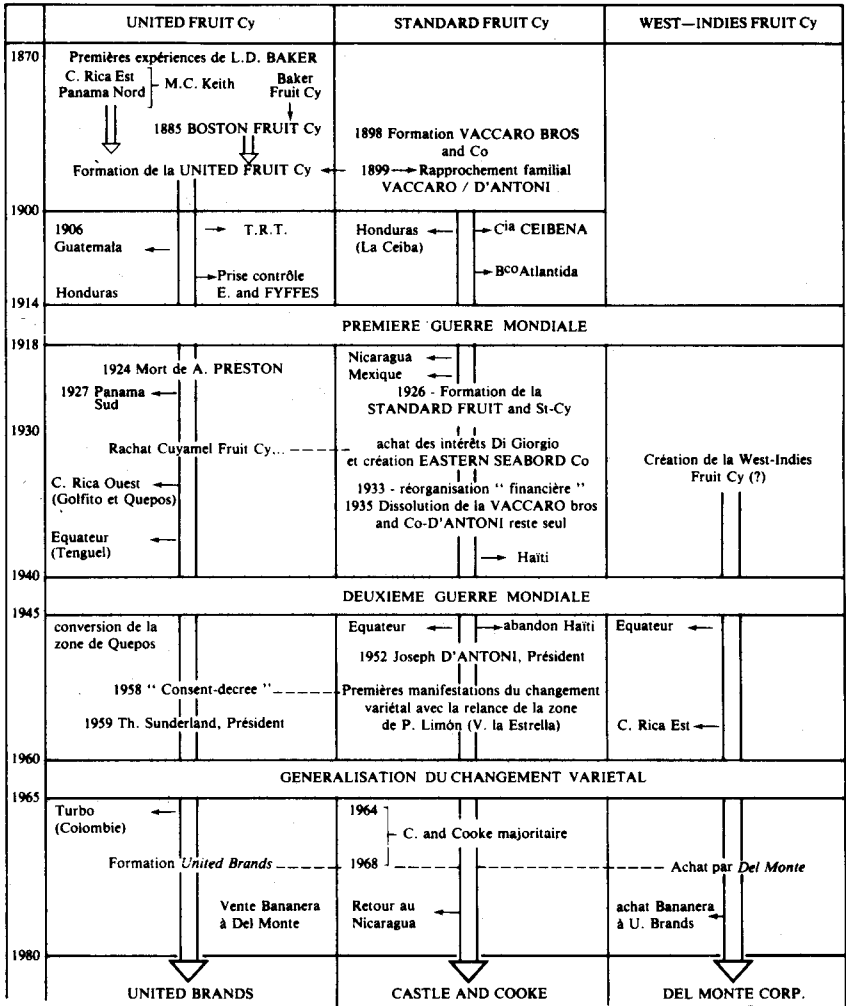 UNITED FRUIT Cy
STANDARD FRUIT Cy
WEST—INDIES FRUIT Cy
1870
Premières expériences de L.D. BAKER
C. Rica Est
Panama Nord
M.C. Keith
Baker
Fruit Cy
1885 BOSTON FRUIT Cy
Formation de la UNITED FRUIT Cy
1898 Formation VACCARO BROS
and Co
1899 Rapprochement familial
VACCARO / D'ANTONI
1900
1906
Guatemala
T.R.T.
Honduras
Prise contrôle
E. and FYFFES
Honduras
(La Ceiba)
Cia CEIBENA
Bco Atlantida
1914
PREMIERE GUERRE MONDIALE
1918
1924 Mort de A. PRESTON
1927 Panama
Sud
Nicaragua
Mexique
1926 - Formation de la
STANDARD FRUIT and St-Cy
1930
Rachat Cuyamel Fruit Cy...
achat des intérêts Di Giorgio
et création EASTERN SEABORD Co
Création de la West-Indies
Fruit Cy (?)
C. Rica Ouest
(Golfito et Quepos)
1933 - réorganisation “ financière ”
1935 Dissolution de la VACCARO bros
and Co-D'ANTONI reste seul
Equateur
(Tenguel)
Haïti
1940
DEUXIEME GUERRE MONDIALE
1945
conversion de la
zone de Quepos
Equateur
abandon Haïti
Equateur
1952 Joseph D'ANTONI, Président
1958 “ Consent-decree ”
Premières manifestations du changement
variétal avec la relance de la zone
de P. Limón (V. la Estrella)
1959 Th. Sunderland, Président
C. Rica Est
1960
GENERALISATION DU CHANGEMENT VARIETAL
1965
Turbo
(Colombie)
1964
C. and Cooke majoritaire
1968
Formation United Brands
Achat par Del Monte
Vente Bananera
à Del Monte
Retour au
Nicaragua
achat Bananera
à U. Brands
1980
UNITED BRANDS
CASTLE AND COOKE
DEL MONTE CORP.